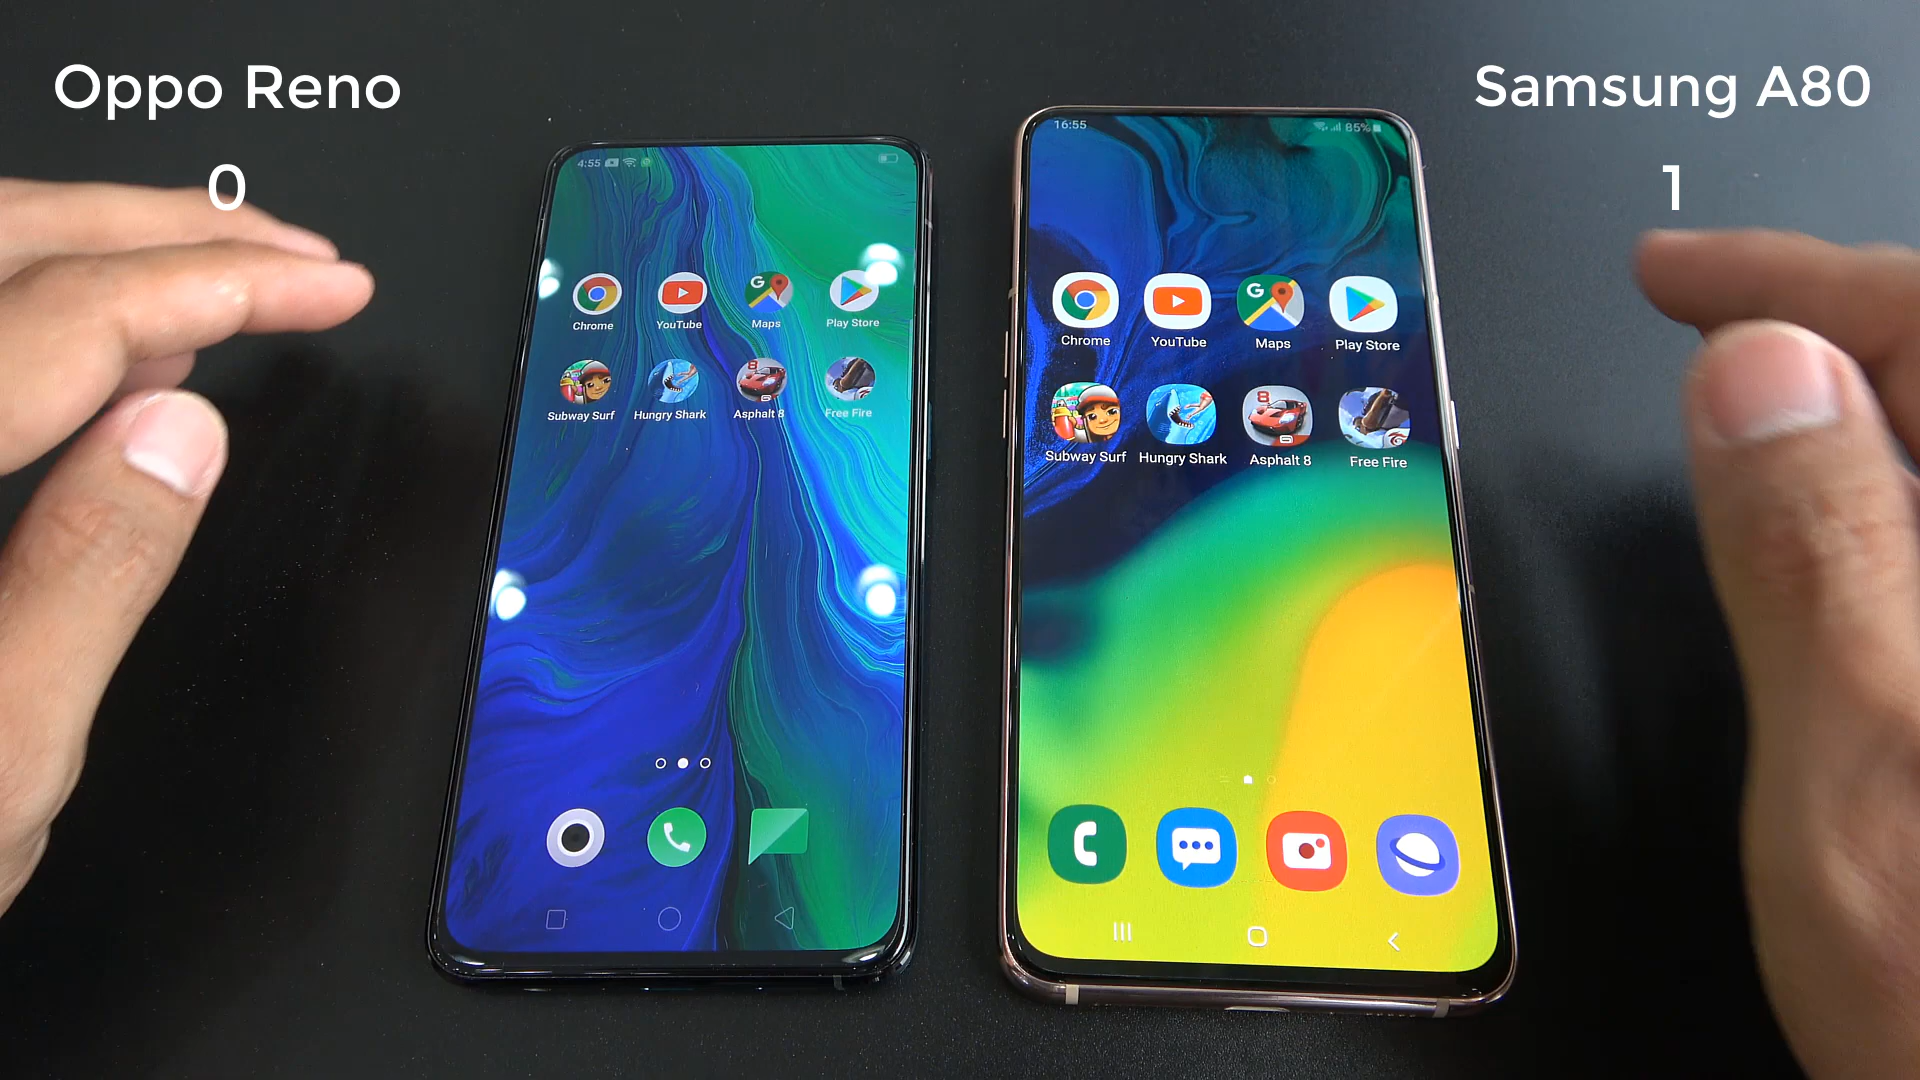 Oppo Reno
0
Samsung A80
1
4:55
Chrome YouTube Maps Play Store
Subway Surf Hungry Shark Asphalt 8 Free Fire
16:55 85%
Chrome YouTube Maps Play Store
Subway Surf Hungry Shark Asphalt 8 Free Fire